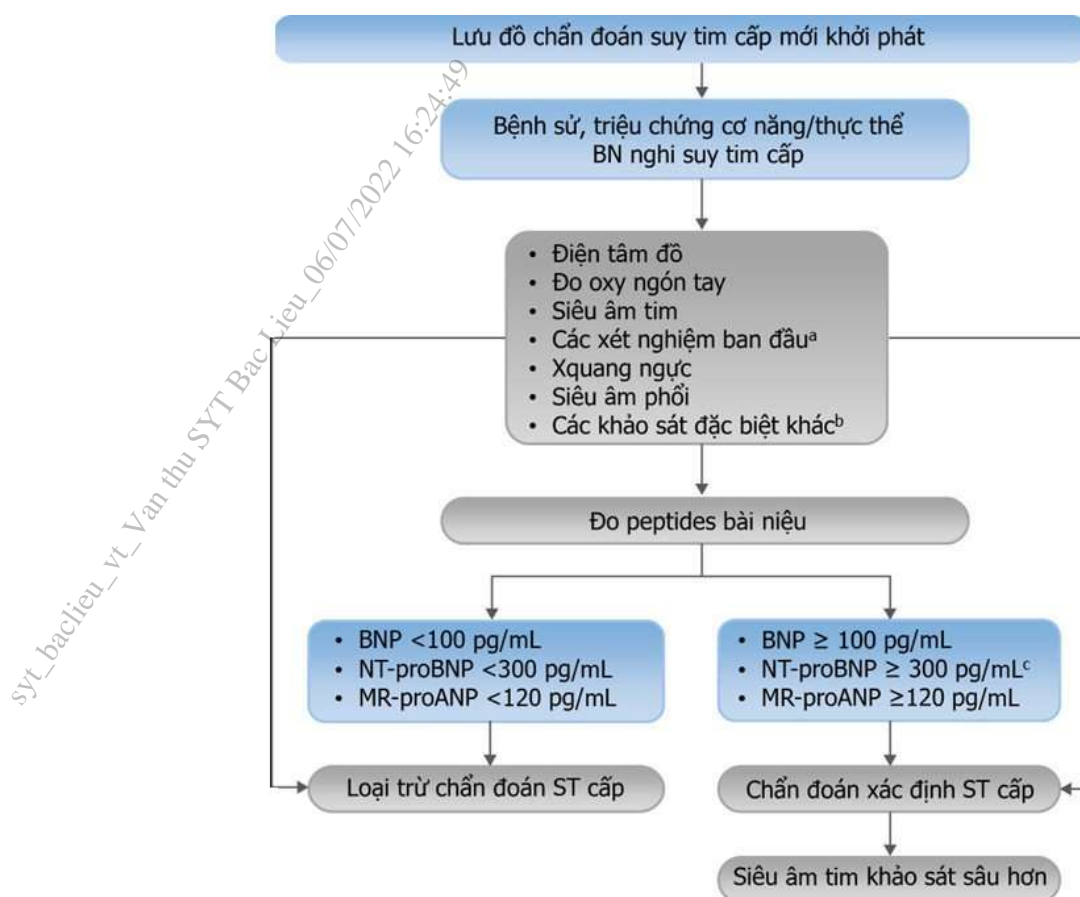 Lưu đồ chẩn đoán suy tim cấp mới khởi phát
Bệnh sử, triệu chứng cơ năng/thực thể
BN nghi suy tim cấp
• Điện tâm đồ
• Đo oxy ngón tay
• Siêu âm tim
• Các xét nghiệm ban đầuᵃ
• Xquang ngực
• Siêu âm phổi
• Các khảo sát đặc biệt khácᵇ
Đo peptides bài niệu
• BNP <100 pg/mL
• NT-proBNP <300 pg/mL
• MR-proANP <120 pg/mL
• BNP ≥ 100 pg/mL
• NT-proBNP ≥ 300 pg/mLᶜ
• MR-proANP ≥120 pg/mL
Loại trừ chẩn đoán ST cấp
Chẩn đoán xác định ST cấp
Siêu âm tim khảo sát sâu hơn
syt_baclieu_vt_Van thu SYT Bac Lieu_06/07/2022 16:24:49